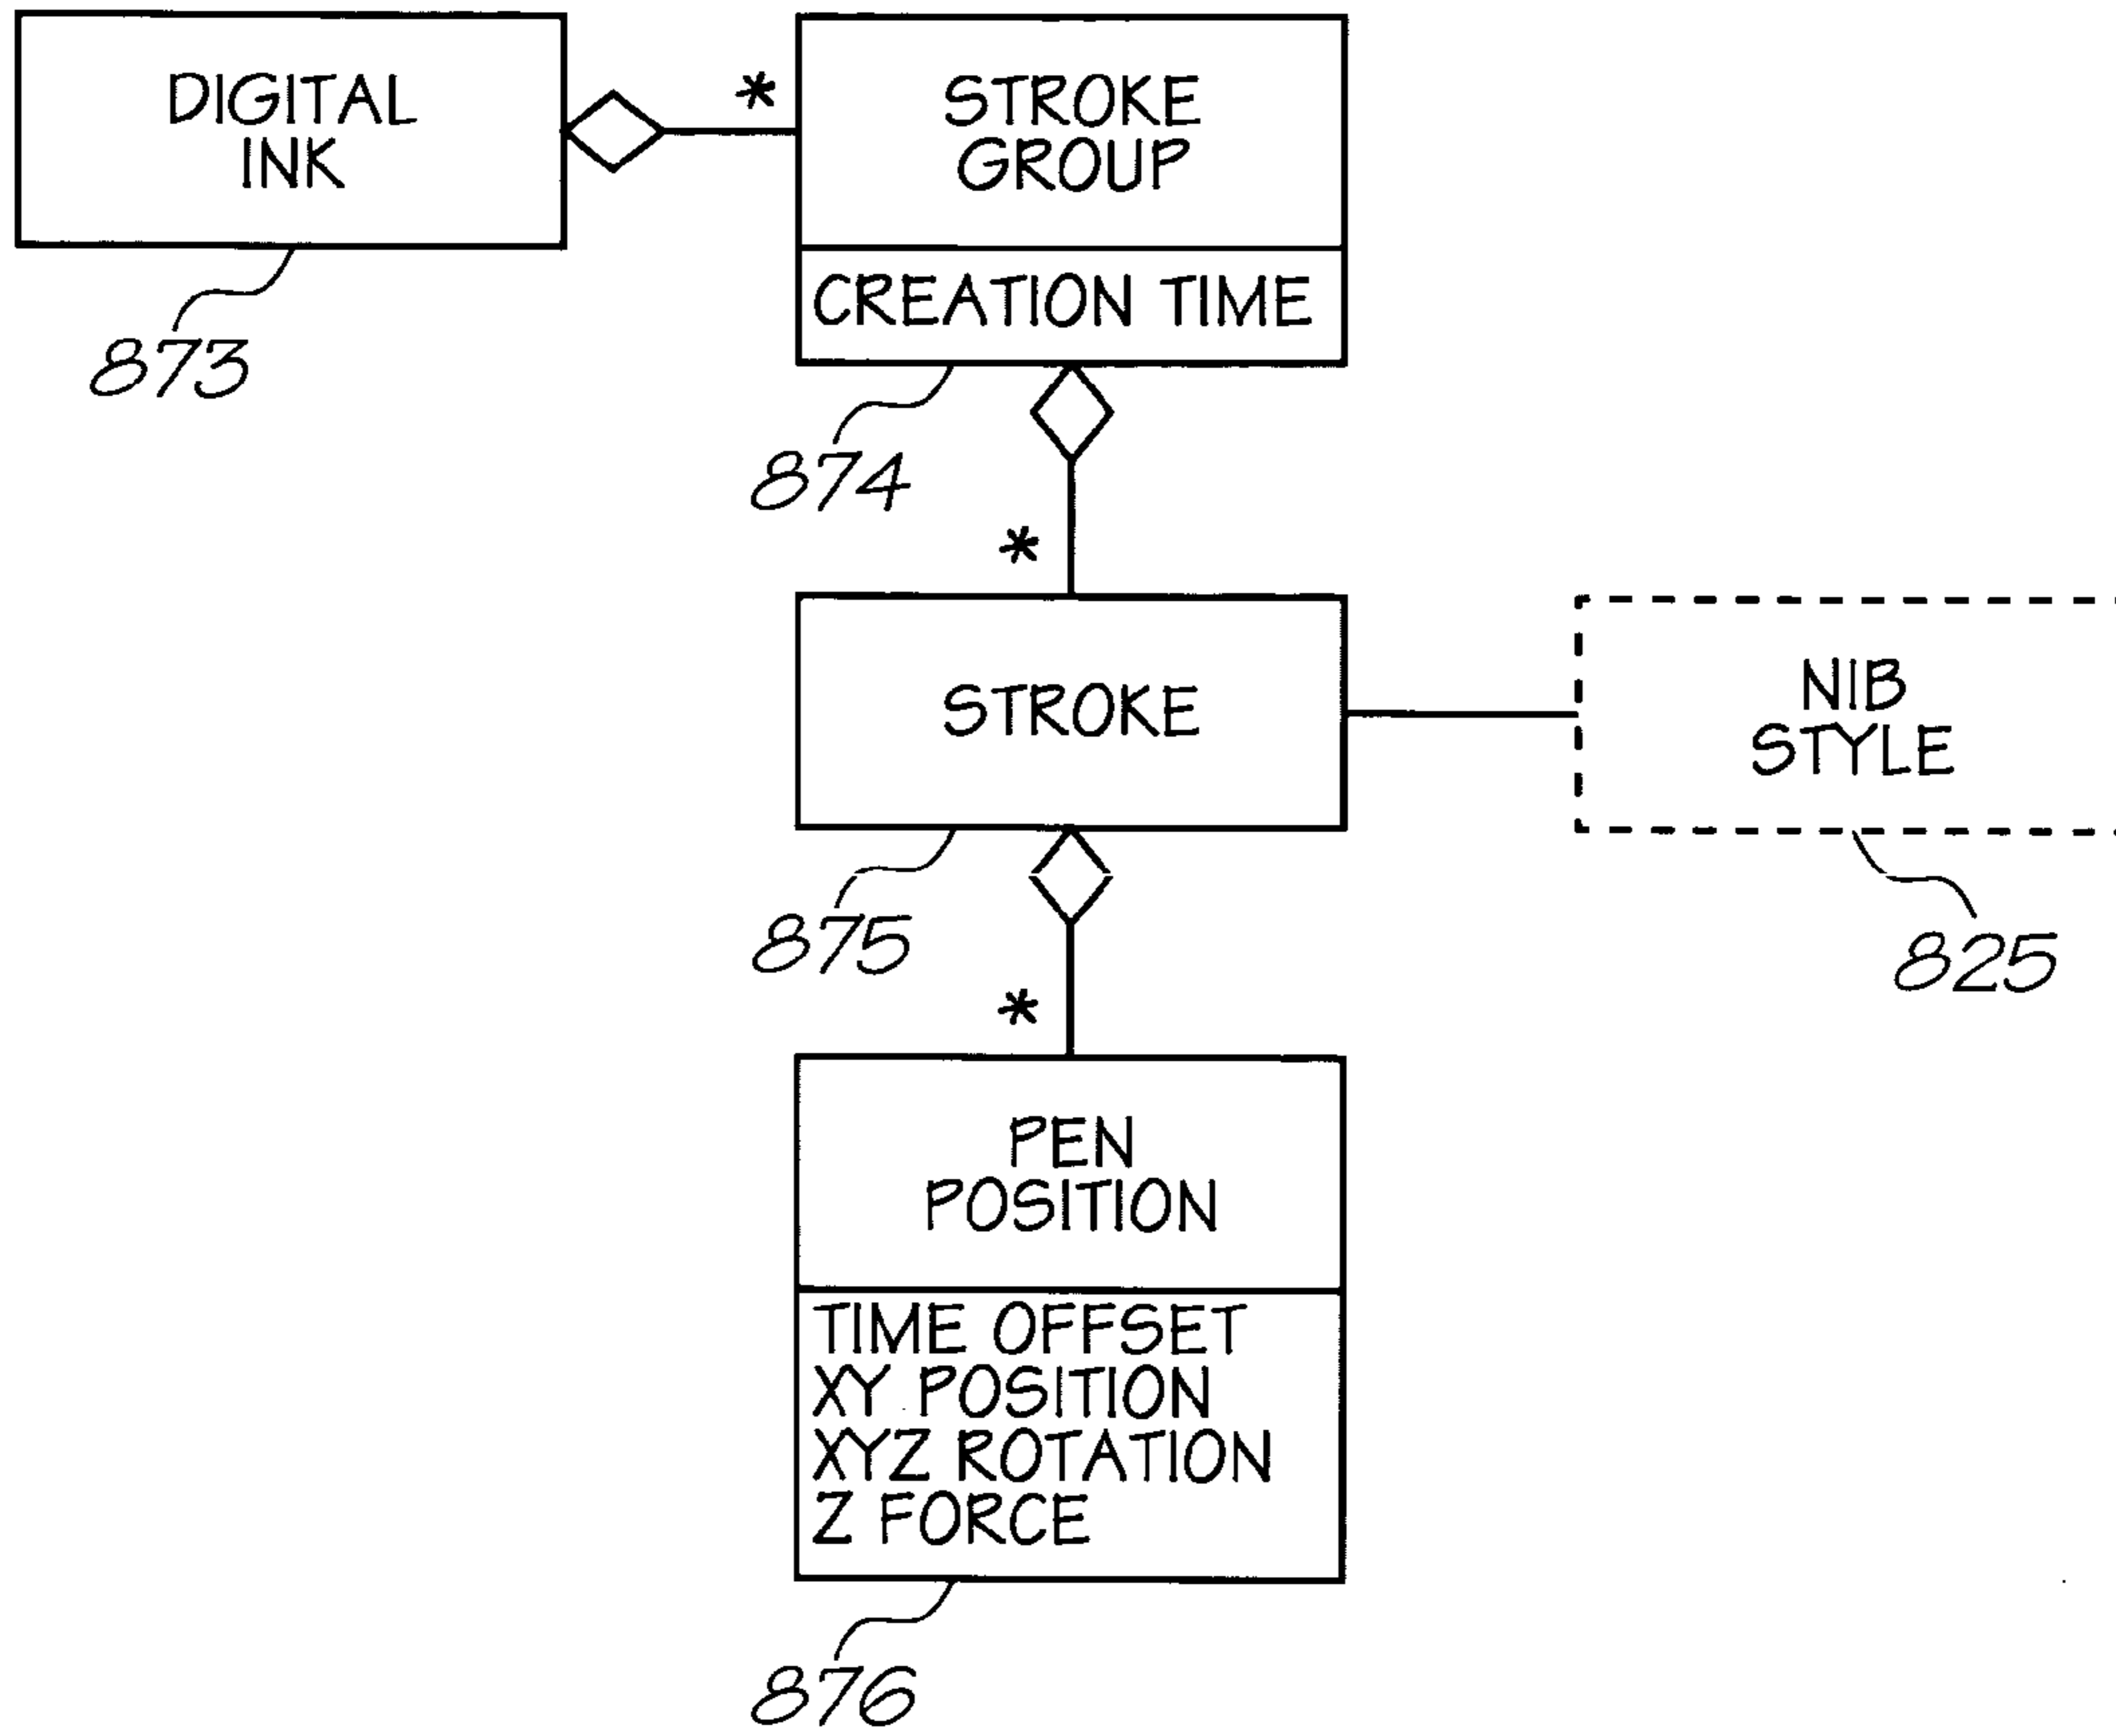 DIGITAL
INK
873
*
STROKE
GROUP
CREATION TIME
874
*
STROKE
875
NIB
STYLE
825
*
PEN
POSITION
TIME OFFSET
XY POSITION
XYZ ROTATION
Z FORCE
876